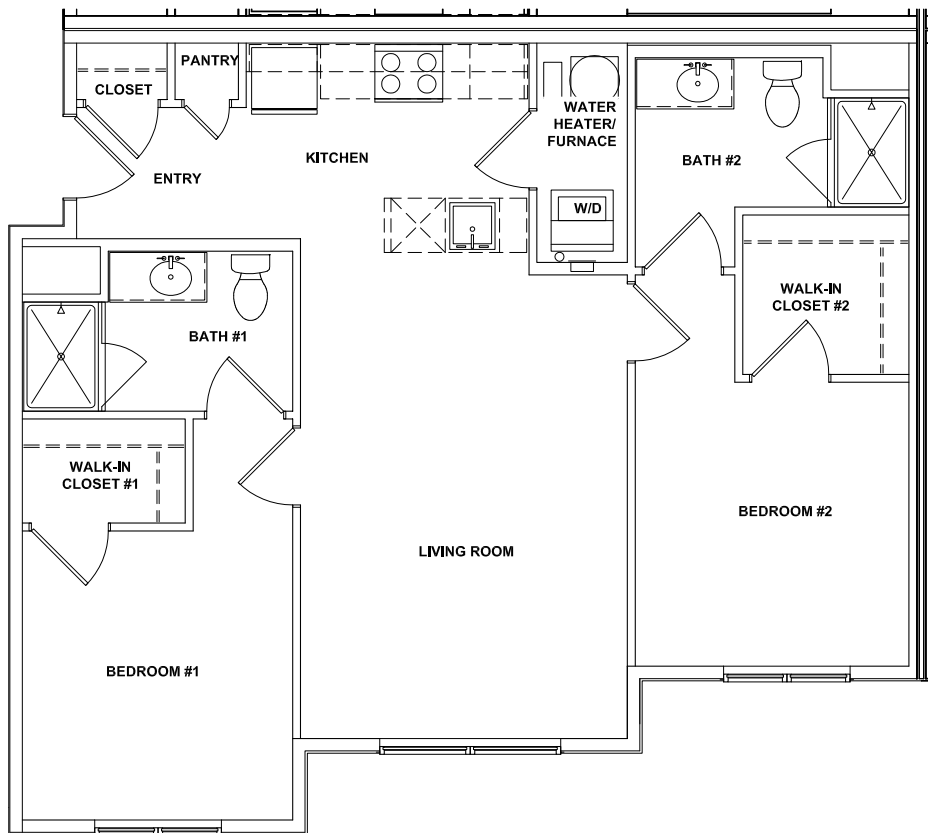 PANTRY
CLOSET
WATER
HEATER/
FURNACE
KITCHEN
BATH #2
ENTRY
W/D
WALK-IN
CLOSET #2
BATH #1
WALK-IN
CLOSET #1
BEDROOM #2
LIVING ROOM
BEDROOM #1